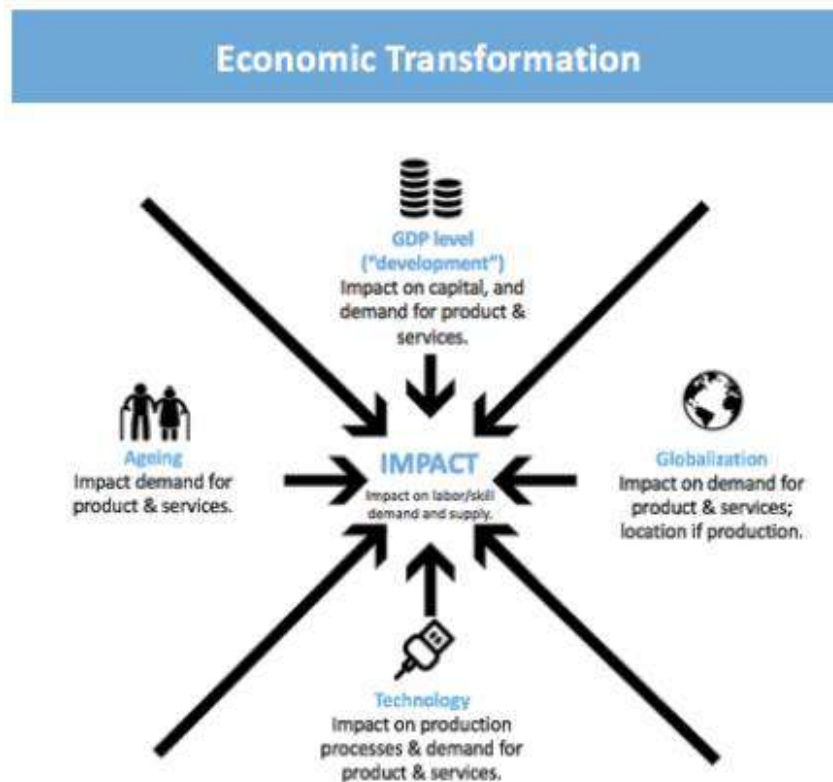 Economic Transformation
GDP level
("development")
Impact on capital, and
demand for product &
services.
Ageing
Impact demand for
product & services.
IMPACT
Impact on labor/skill
demand and supply.
Globalization
Impact on demand for
product & services;
location if production.
Technology
Impact on production
processes & demand for
product & services.